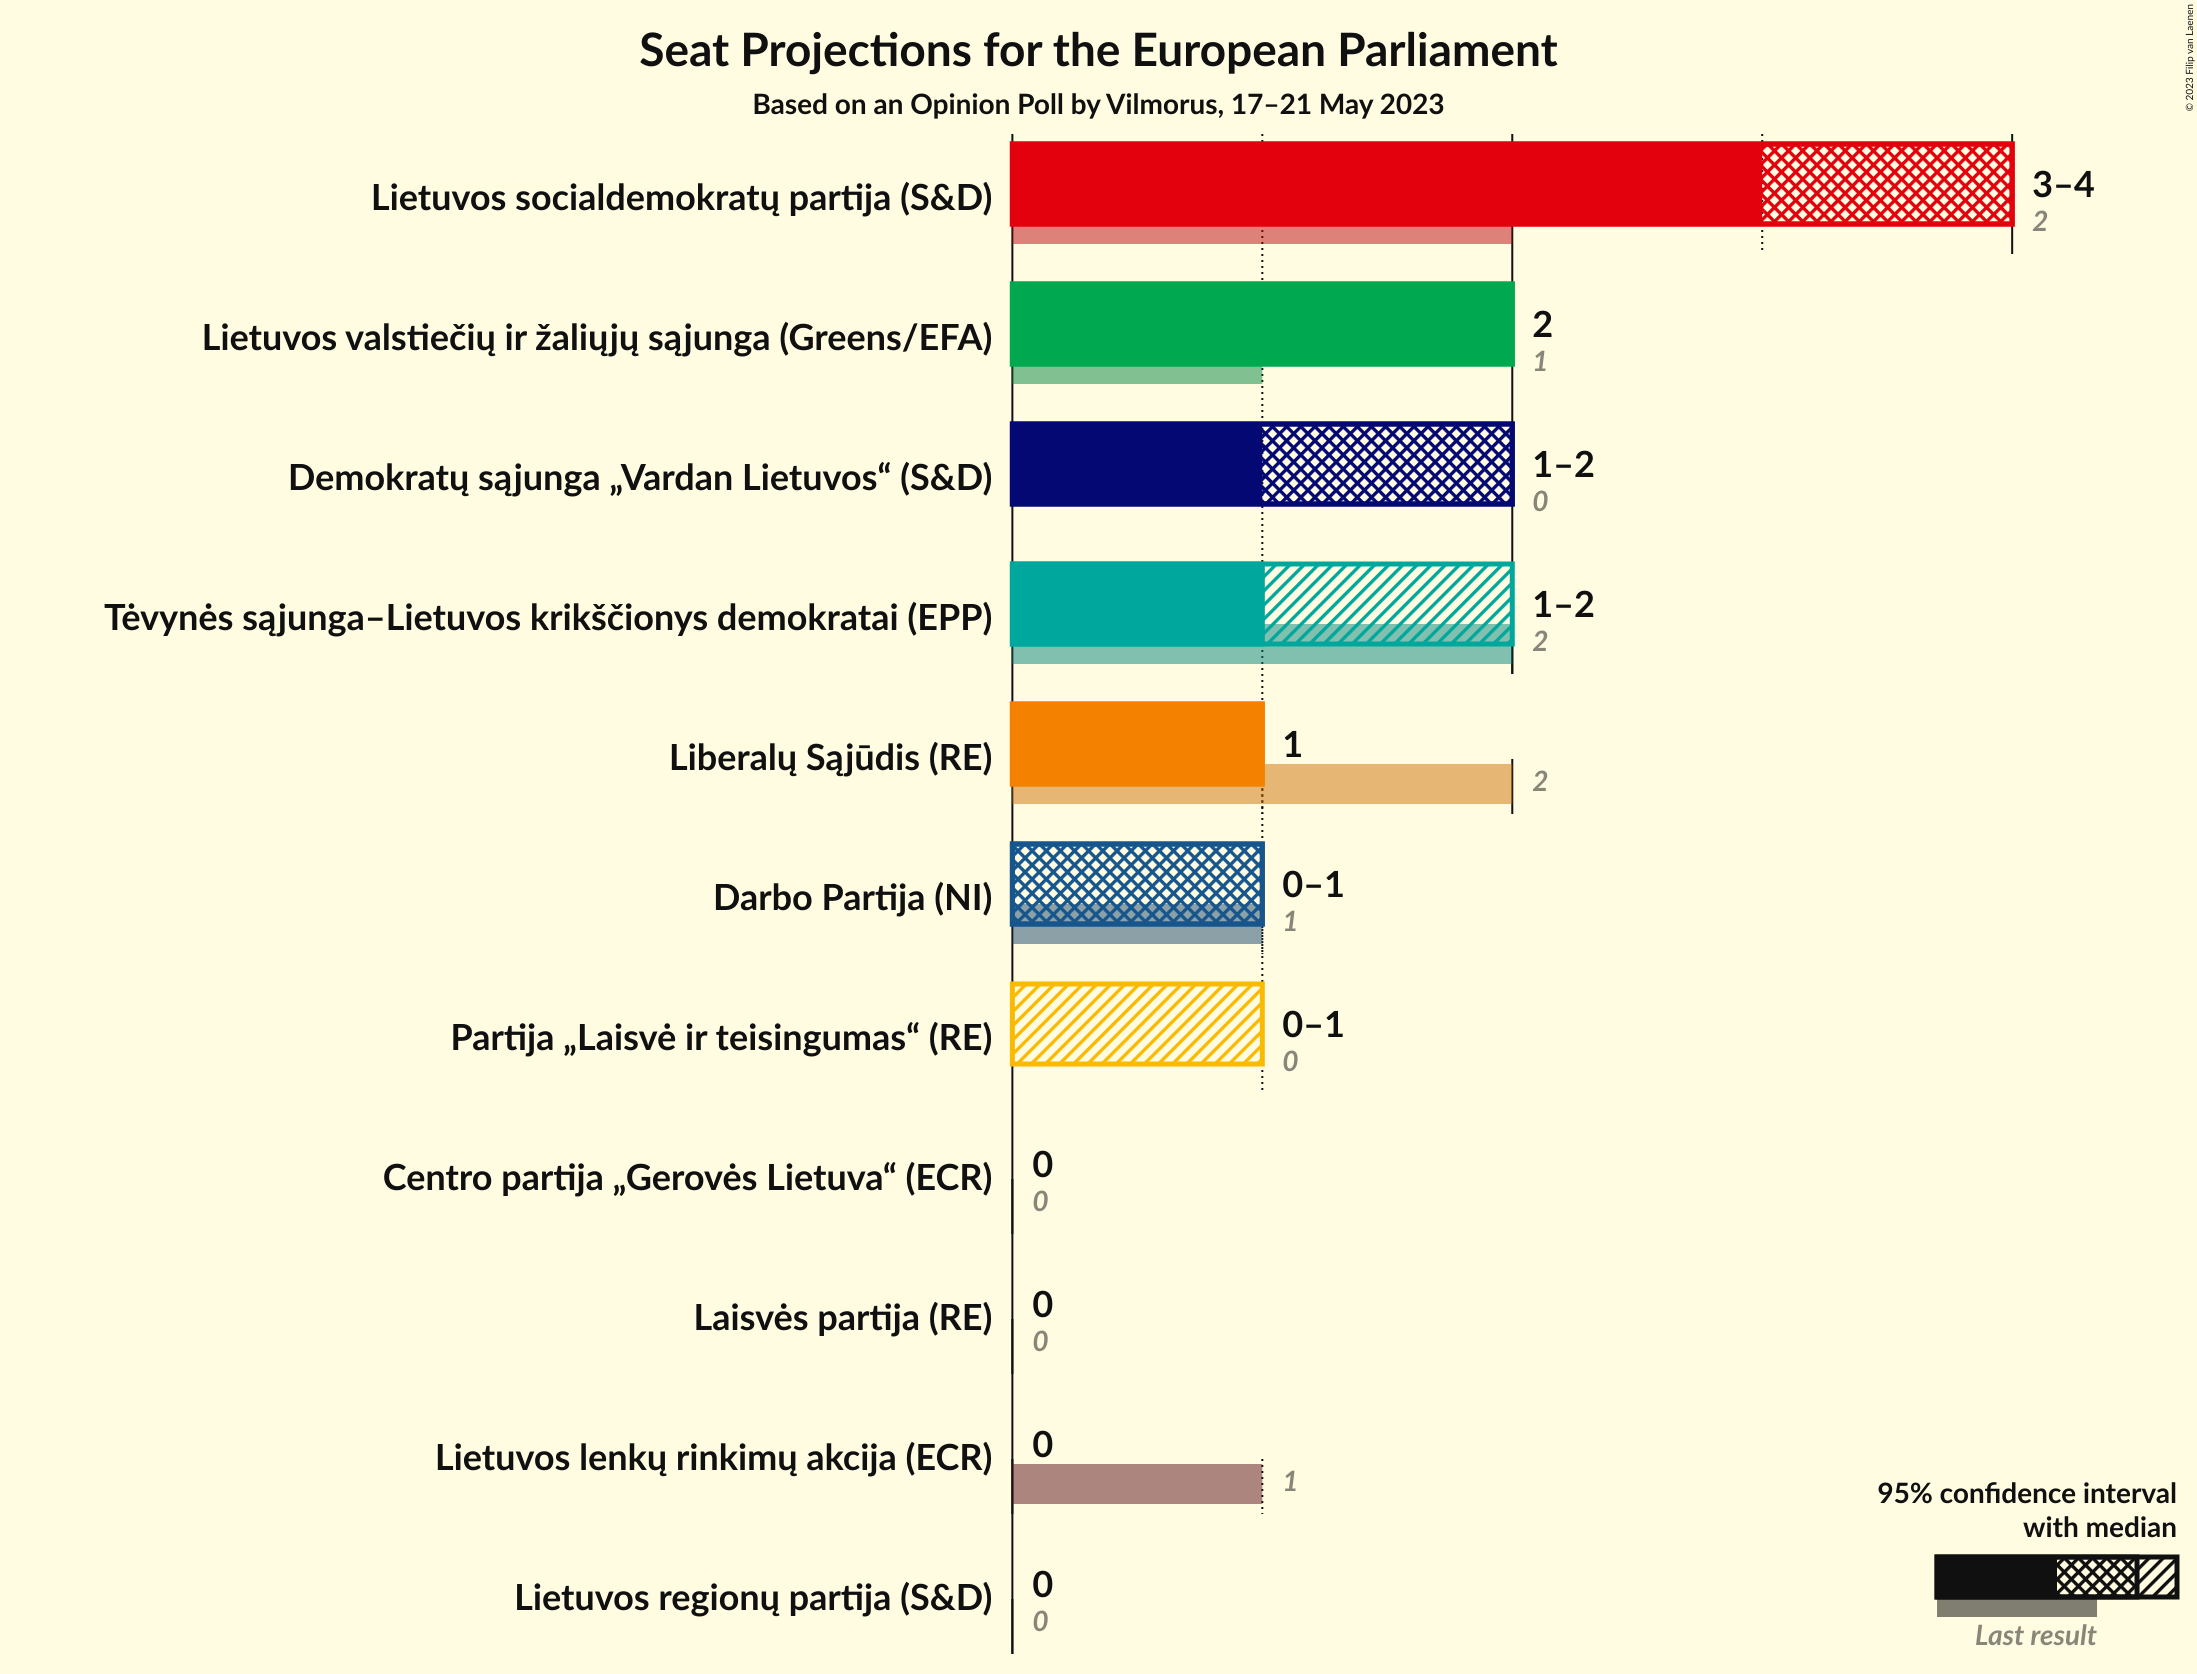 Seat Projections for the European Parliament
Based on an Opinion Poll by Vilmorus, 17–21 May 2023
© 2023 Filip van Laenen
Lietuvos socialdemokratų partija (S&D)
3–4
2
Lietuvos valstiečių ir žaliųjų sąjunga (Greens/EFA)
2
1
Demokratų sąjunga „Vardan Lietuvos“ (S&D)
1–2
0
Tėvynės sąjunga–Lietuvos krikščionys demokratai (EPP)
1–2
2
Liberalų Sąjūdis (RE)
1
2
Darbo Partija (NI)
0–1
1
Partija „Laisvė ir teisingumas“ (RE)
0–1
0
Centro partija „Gerovės Lietuva“ (ECR)
0
0
Laisvės partija (RE)
0
0
Lietuvos lenkų rinkimų akcija (ECR)
0
1
Lietuvos regionų partija (S&D)
0
0
95% confidence interval
with median
Last result